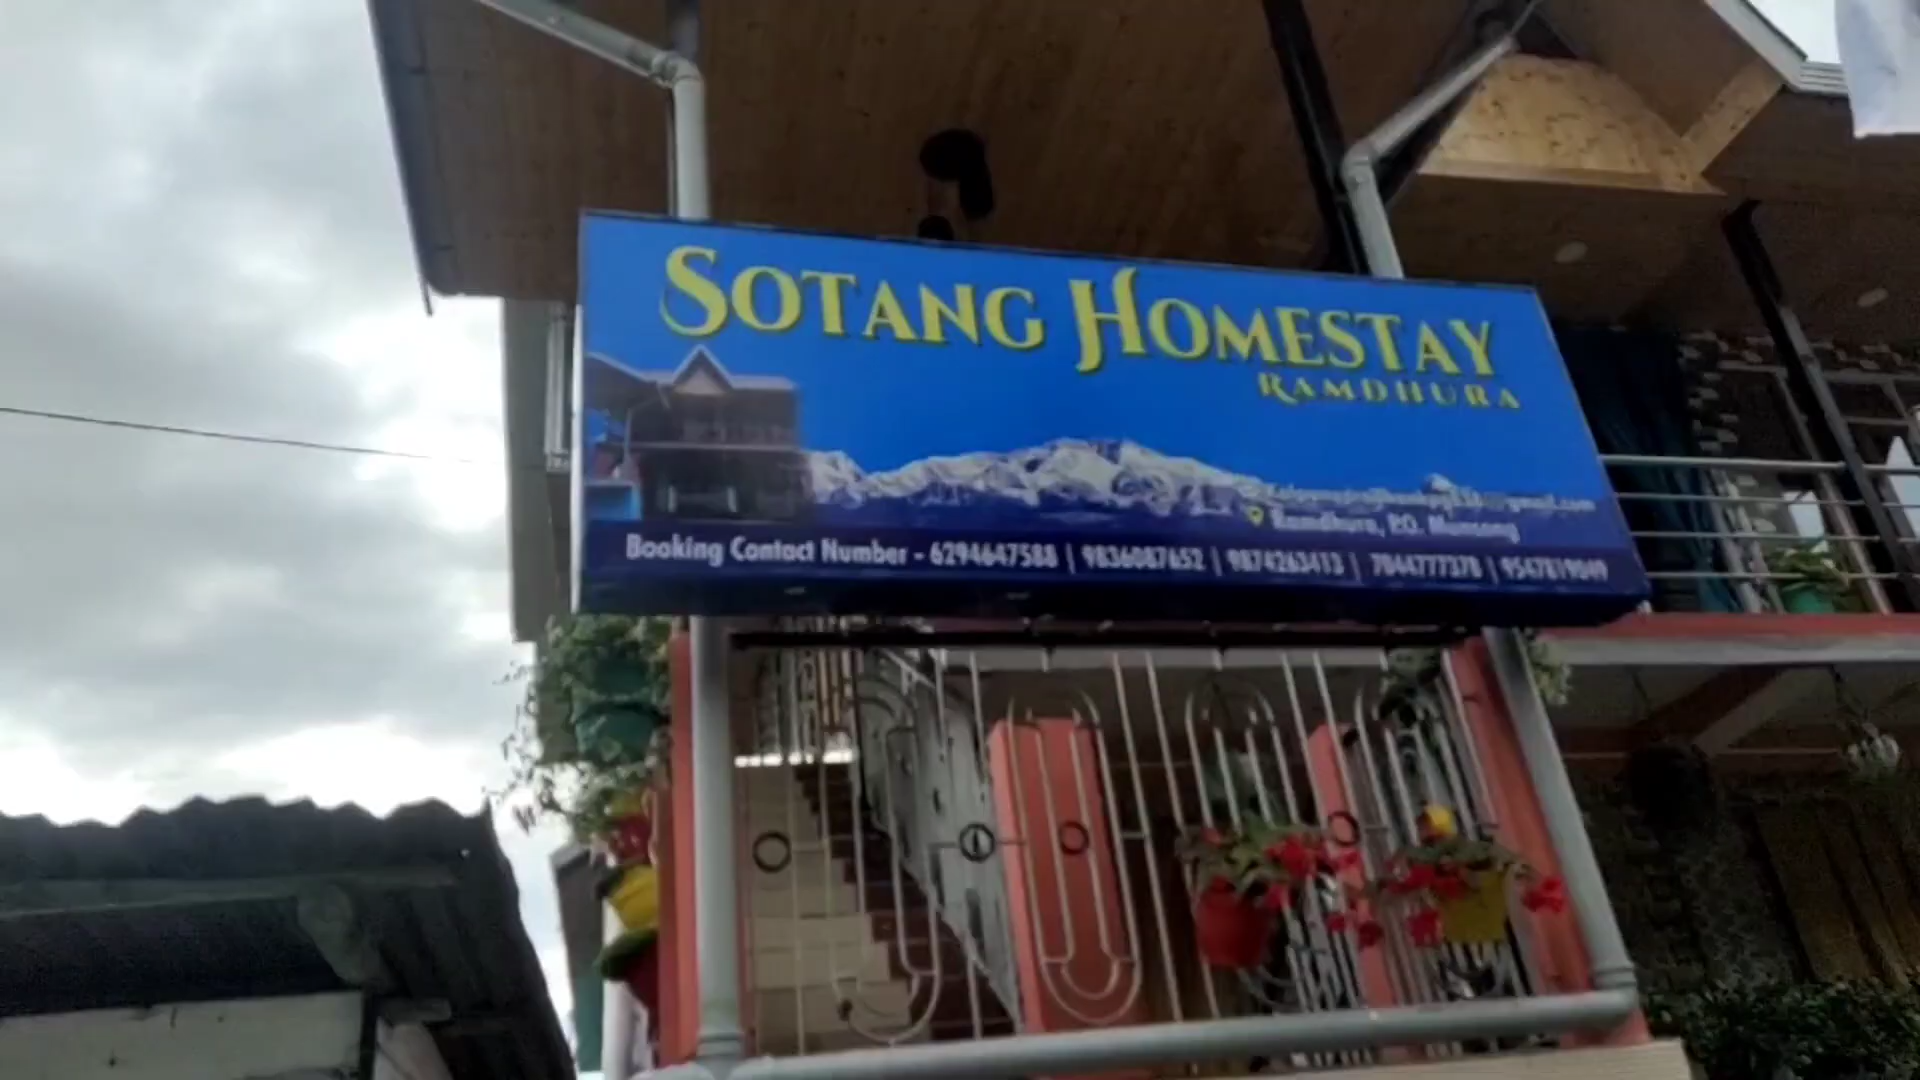 SOTANG HOMESTAY
RAMDHURA
Ramdhura, P.O. Munsong
Booking Contact Number - 6294647588 | 9836087652 | 9874263413 | 7044777378 | 9547819049